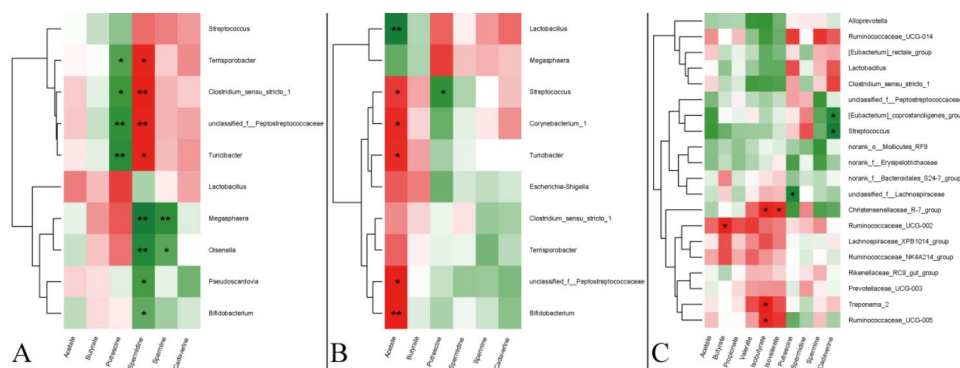 Streptococcus
Terrisporobacter
Clostridium_sensu_stricto_1
unclassified_f__Peptostreptococcaceae
Turicibacter
Lactobacillus
Megasphaera
Olsenella
Pseudoscardovia
Bifidobacterium
* *
* **
** **
** *
** **
** *
*
*
A
Acetate
Butyrate
Putrescine
Spermidine
Spermine
Cadaverine
Lactobacillus
Megasphaera
Streptococcus
Corynebacterium_1
Turicibacter
Escherichia-Shigella
Clostridium_sensu_stricto_1
Terrisporobacter
unclassified_f__Peptostreptococcaceae
Bifidobacterium
**
* *
*
*
*
**
B
Acetate
Butyrate
Putrescine
Spermidine
Spermine
Cadaverine
Alloprevotella
Ruminococcaceae_UCG-014
[Eubacterium]_rectale_group
Lactobacillus
Clostridium_sensu_stricto_1
unclassified_f__Peptostreptococcaceae
[Eubacterium]_coprostanoligenes_grou
Streptococcus
norank_o__Mollicutes_RF9
norank_f__Erysipelotrichaceae
norank_f__Bacteroidales_S24-7_group
unclassified_f__Lachnospiraceae
Christensenellaceae_R-7_group
Ruminococcaceae_UCG-002
Lachnospiraceae_XPB1014_group
Ruminococcaceae_NK4A214_group
Rikenellaceae_RC9_gut_group
Prevotellaceae_UCG-003
Treponema_2
Ruminococcaceae_UCG-005
*
*
*
* *
*
*
*
C
Acetate
Butyrate
Propionate
Valerate
Isobutyrate
Isovalerate
Putrescine
Spermidine
Spermine
Cadaverine